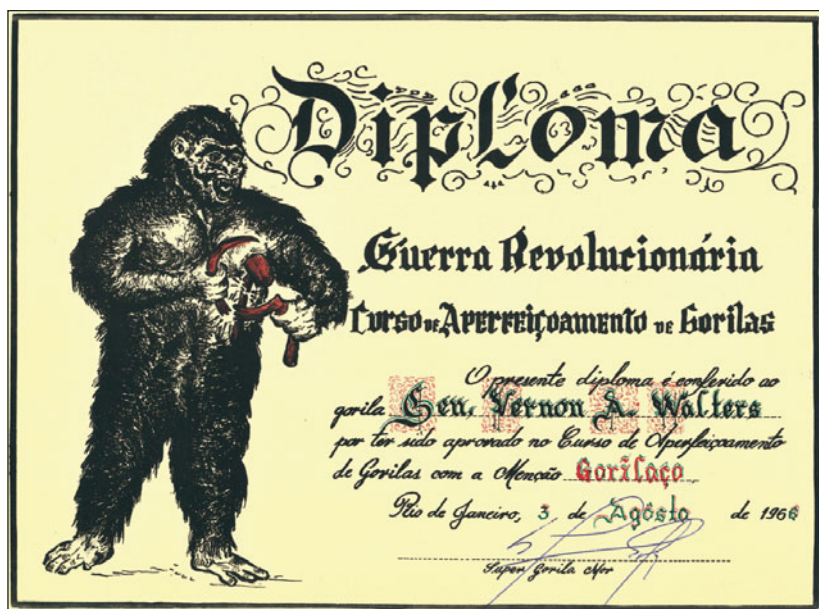 Diploma
Guerra Revolucionária
Curso de Aperfeiçoamento de Gorilas
O presente diploma é conferido ao
gorila Gen. Vernon A. Walters
por ter sido aprovado no Curso de Aperfeiçoamento
de Gorilas com a Menção Gorilaço
Rio de Janeiro, 3 de Agôsto de 1966
Super Gorila Mor